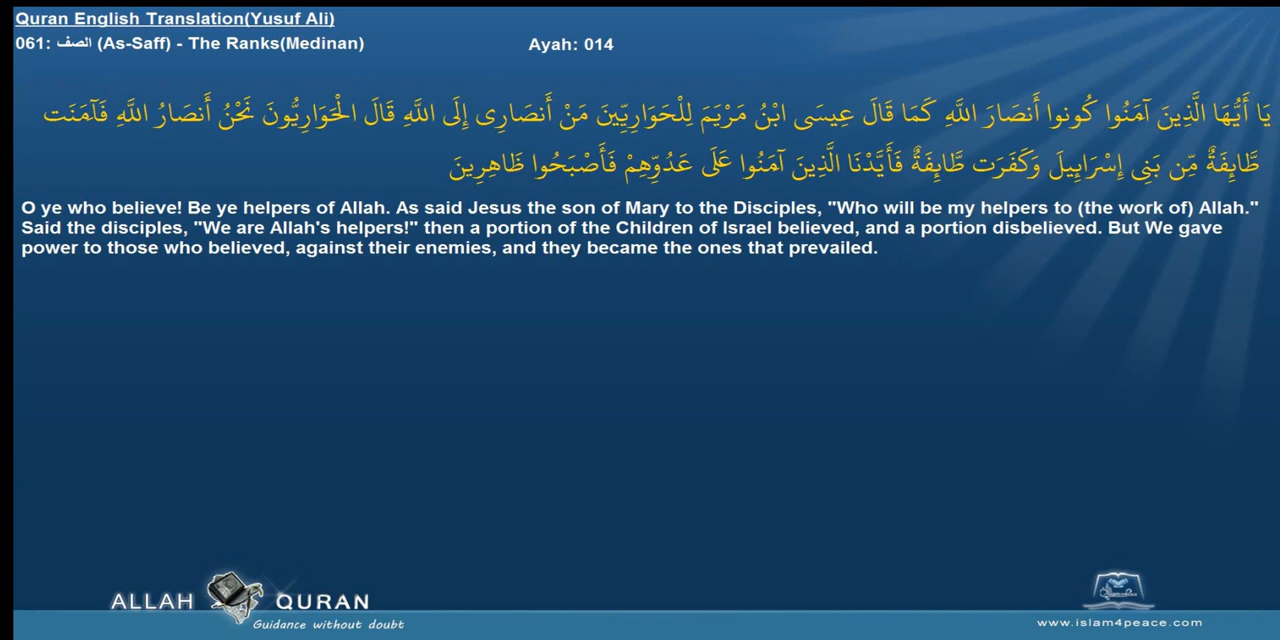 Quran English Translation(Yusuf Ali)
061: الصف (As-Saff) - The Ranks(Medinan)
Ayah: 014
يَا أَيُّهَا الَّذِينَ آمَنُوا كُونوا أَنصَارَ اللَّهِ كَمَا قَالَ عِيسَى ابْنُ مَرْيَمَ لِلْحَوَارِيِّينَ مَنْ أَنصَارِى إِلَى اللَّهِ قَالَ الْحَوَارِيُّونَ نَحْنُ أَنصَارُ اللَّهِ فَآمَنَت
طَّائِفَةٌ مِّن بَنِى إِسْرَائِيلَ وَكَفَرَت طَّائِفَةٌ فَأَيَّدْنَا الَّذِينَ آمَنُوا عَلَى عَدُوِّهِمْ فَأَصْبَحُوا ظَاهِرِينَ
O ye who believe! Be ye helpers of Allah. As said Jesus the son of Mary to the Disciples, "Who will be my helpers to (the work of) Allah."
Said the disciples, "We are Allah's helpers!" then a portion of the Children of Israel believed, and a portion disbelieved. But We gave
power to those who believed, against their enemies, and they became the ones that prevailed.
ALLAH QURAN
Guidance without doubt
www.islam4peace.com